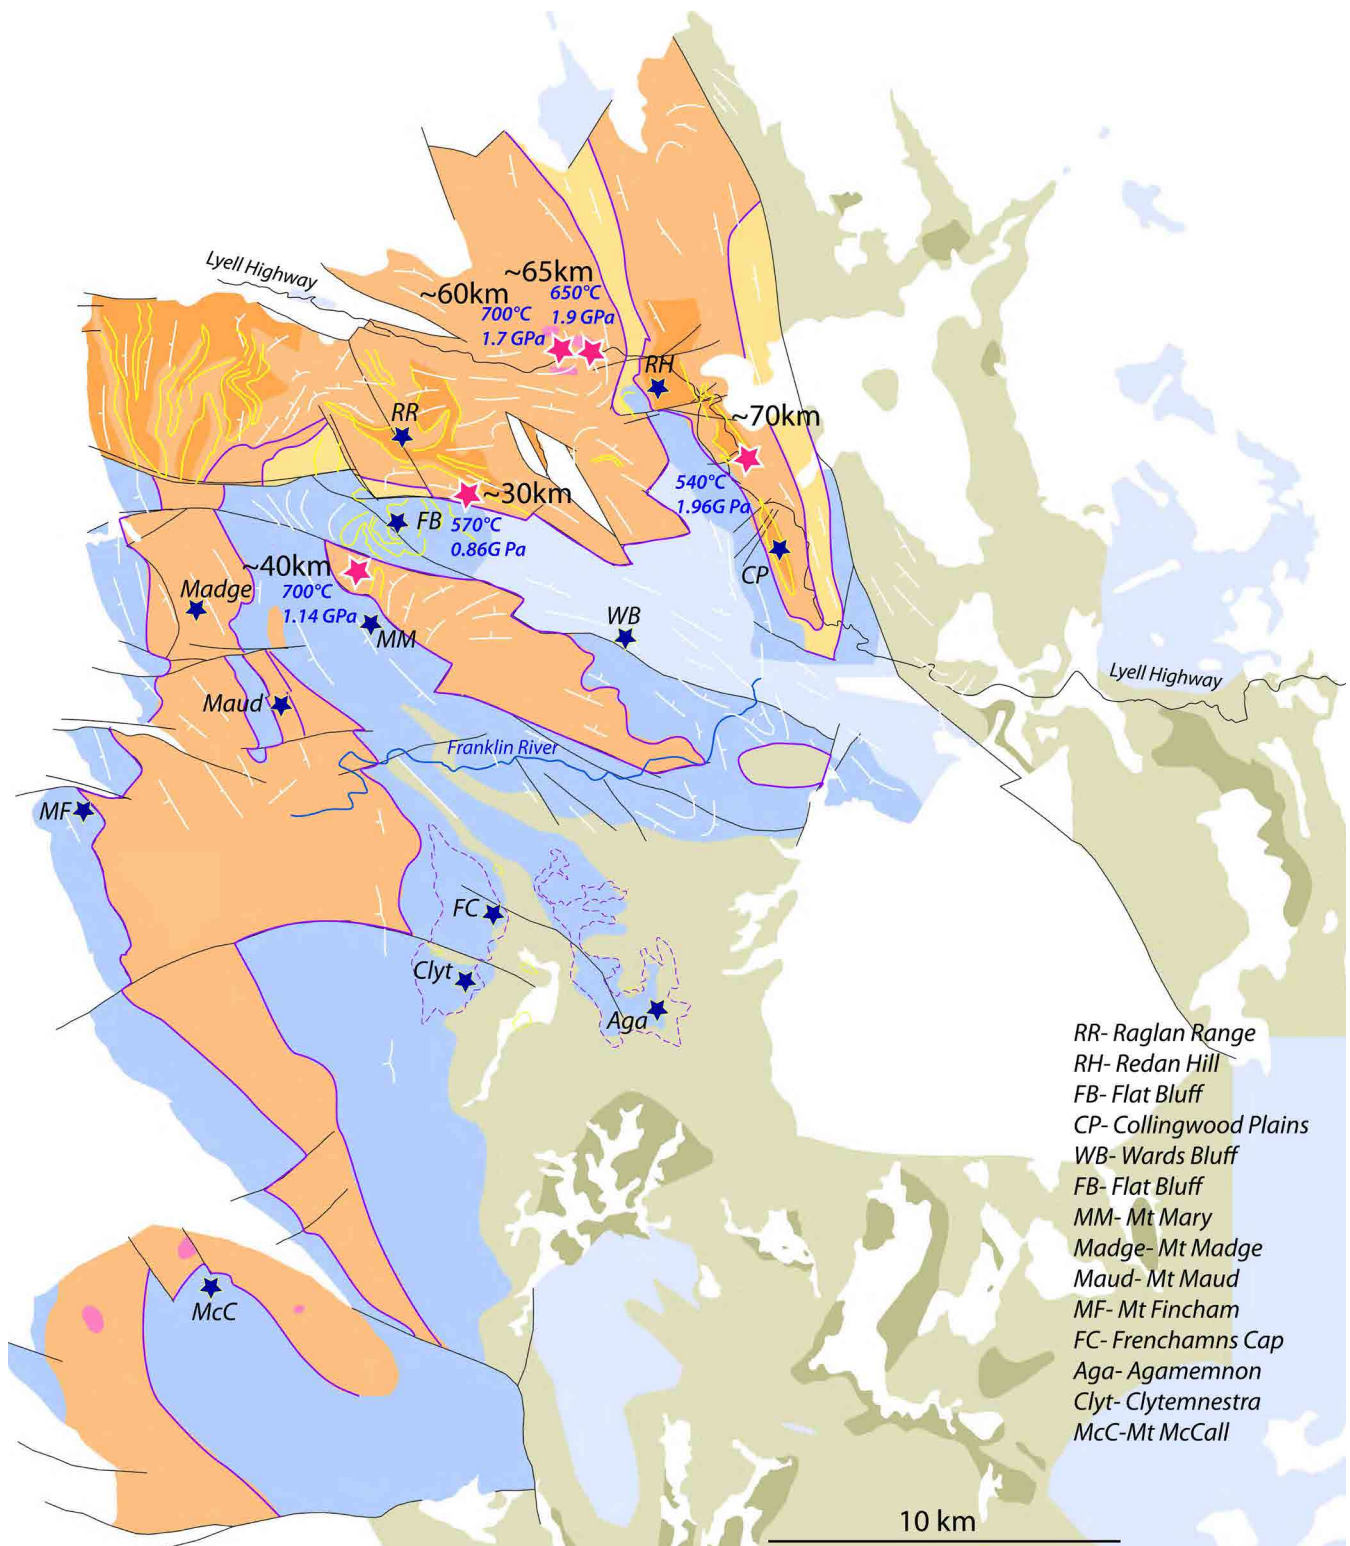 Lyell Highway
~65km
~60km
650°C
1.9 GPa
700°C
1.7 GPa
RH
RR
~70km
540°C
1.96G Pa
~30km
FB
570°C
0.86G Pa
CP
~40km
700°C
1.14 GPa
Madge
MM
WB
Maud
Lyell Highway
Franklin River
MF
FC
Clyt
Aga
McC
RR- Raglan Range
RH- Redan Hill
FB- Flat Bluff
CP- Collingwood Plains
WB- Wards Bluff
FB- Flat Bluff
MM- Mt Mary
Madge- Mt Madge
Maud- Mt Maud
MF- Mt Fincham
FC- Frenchamns Cap
Aga- Agamemnon
Clyt- Clytemnestra
McC-Mt McCall
10 km